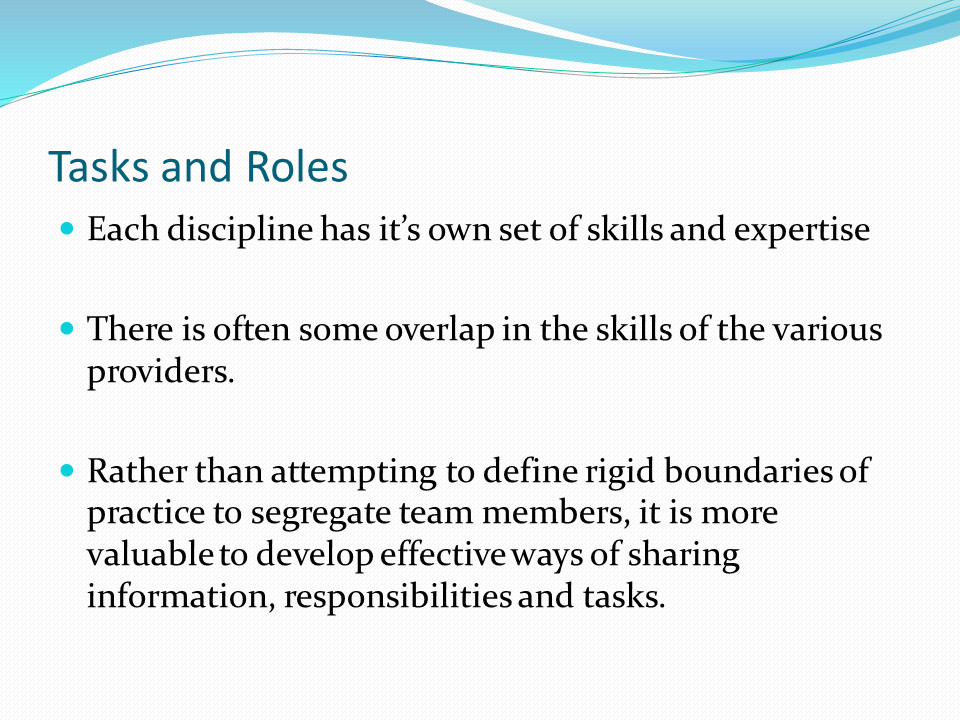 Tasks and Roles
Each discipline has it’s own set of skills and expertise
There is often some overlap in the skills of the various
providers.
Rather than attempting to define rigid boundaries of
practice to segregate team members, it is more
valuable to develop effective ways of sharing
information, responsibilities and tasks.